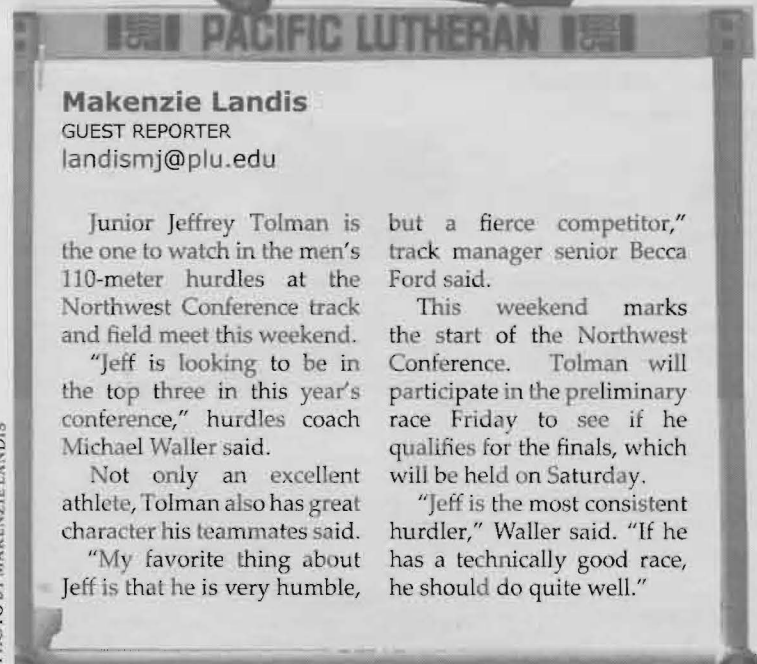 PACIFIC LUTHERAN
Makenzie Landis
GUEST REPORTER
landismj@plu.edu
Junior Jeffrey Tolman is
the one to watch in the men's
110-meter hurdles at the
Northwest Conference track
and field meet this weekend.
"Jeff is looking to be in
the top three in this year's
conference," hurdles coach
Michael Waller said.
Not only an excellent
athlete, Tolman also has great
character his teammates said.
"My favorite thing about
Jeff is that he is very humble,
but a fierce competitor,"
track manager senior Becca
Ford said.
This weekend marks
the start of the Northwest
Conference. Tolman will
participate in the preliminary
race Friday to see if he
qualifies for the finals, which
will be held on Saturday.
"Jeff is the most consistent
hurdler," Waller said. "If he
has a technically good race,
he should do quite well."
PHOTO BY MAKENZIE LANDIS